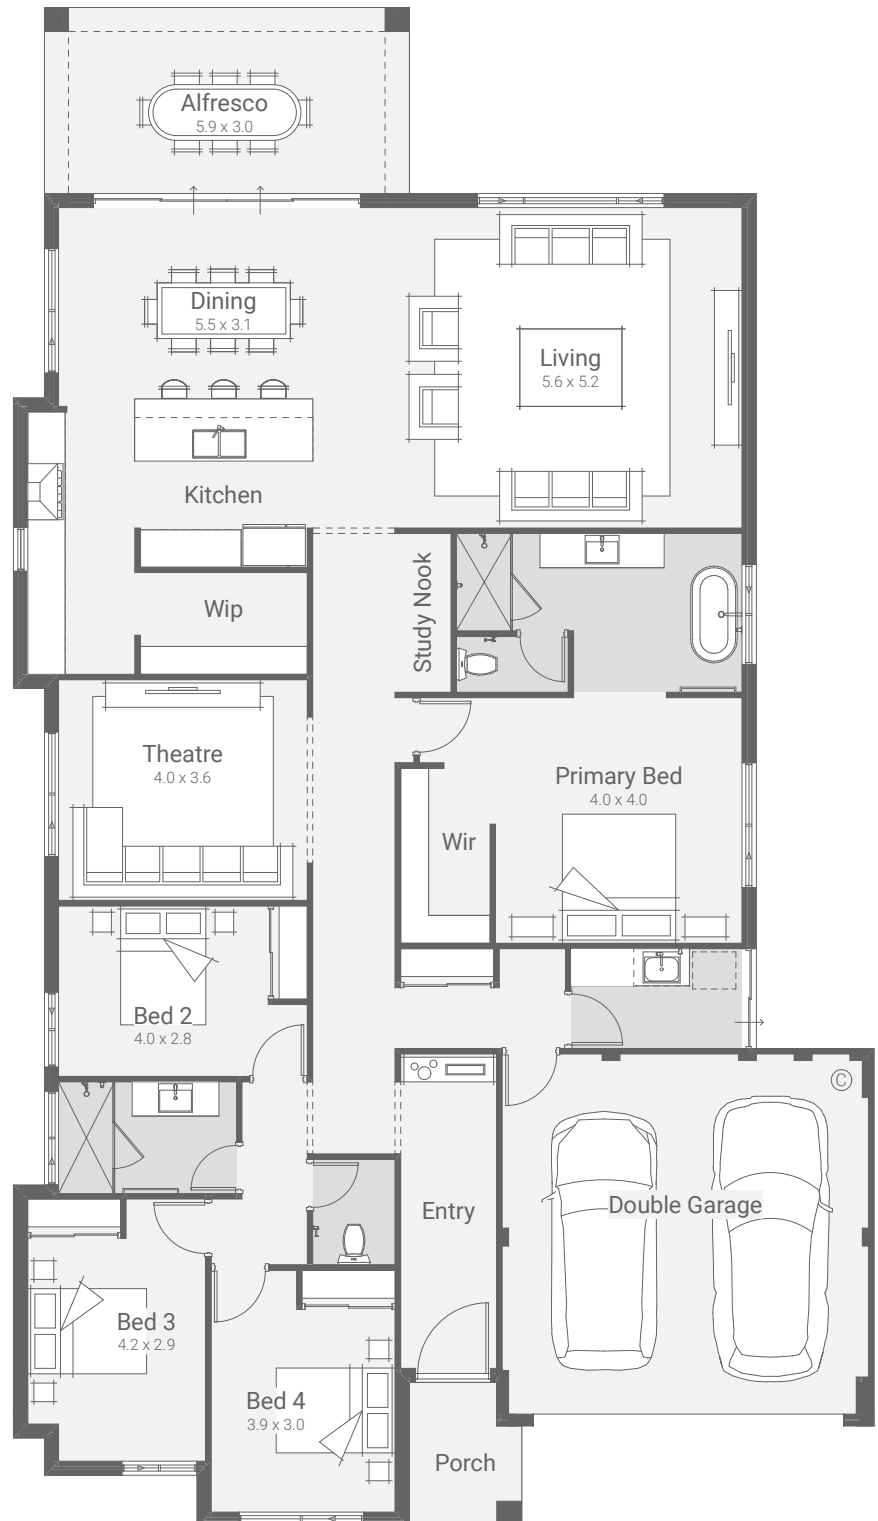 Alfresco
5.9 x 3.0
Dining
5.5 x 3.1
Living
5.6 x 5.2
Kitchen
Wip
Study Nook
Theatre
4.0 x 3.6
Primary Bed
4.0 x 4.0
Wir
Bed 2
4.0 x 2.8
C
Double Garage
Entry
Bed 3
4.2 x 2.9
Bed 4
3.9 x 3.0
Porch